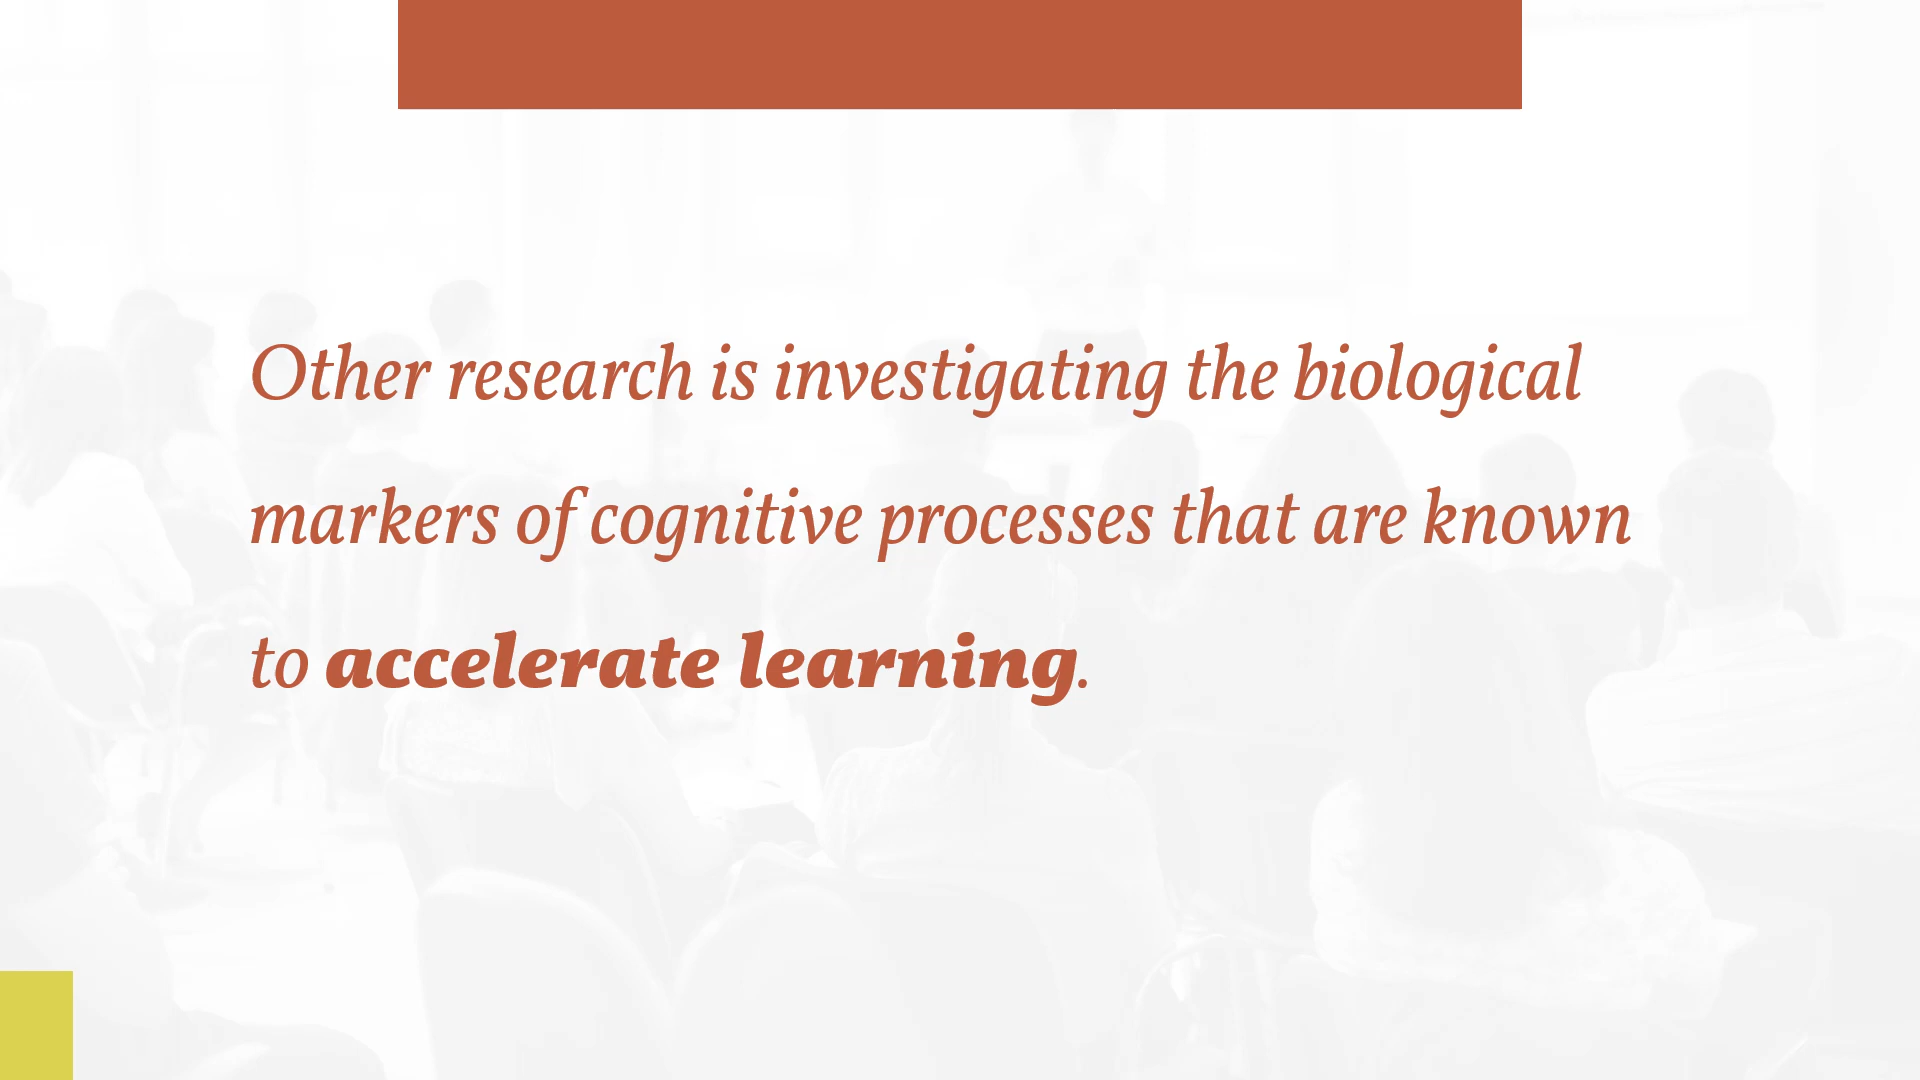 Other research is investigating the biological
markers of cognitive processes that are known
to accelerate learning.